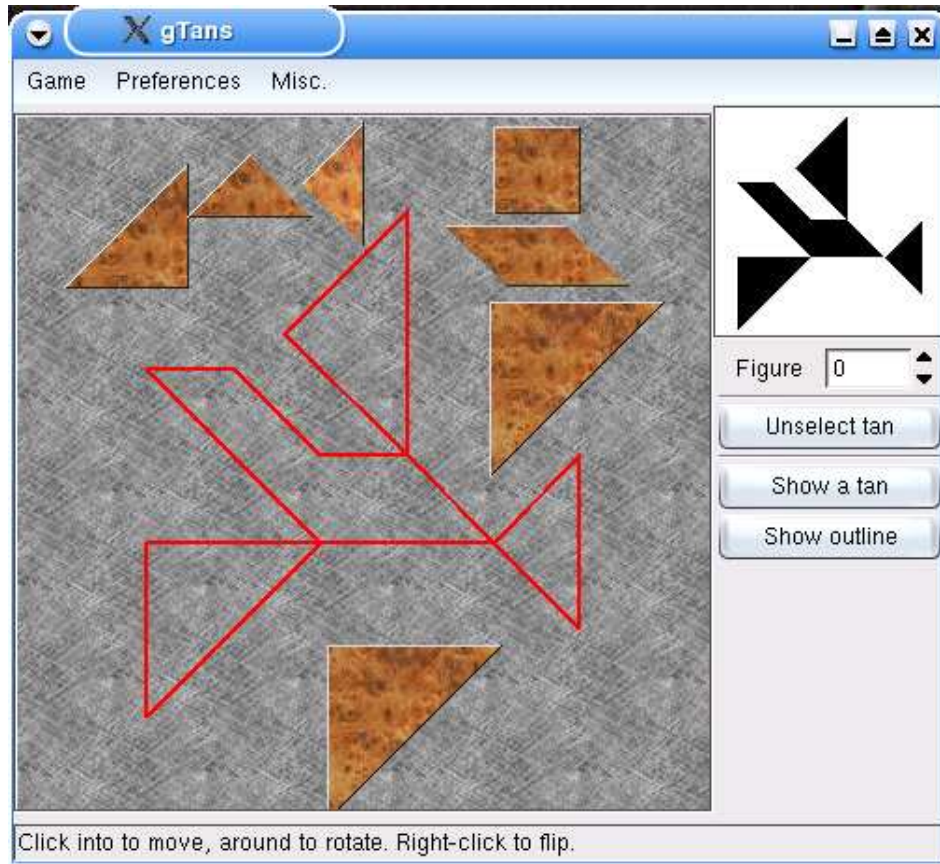 gTans
Game Preferences Misc.
Figure 0
Unselect tan
Show a tan
Show outline
Click into to move, around to rotate. Right-click to flip.